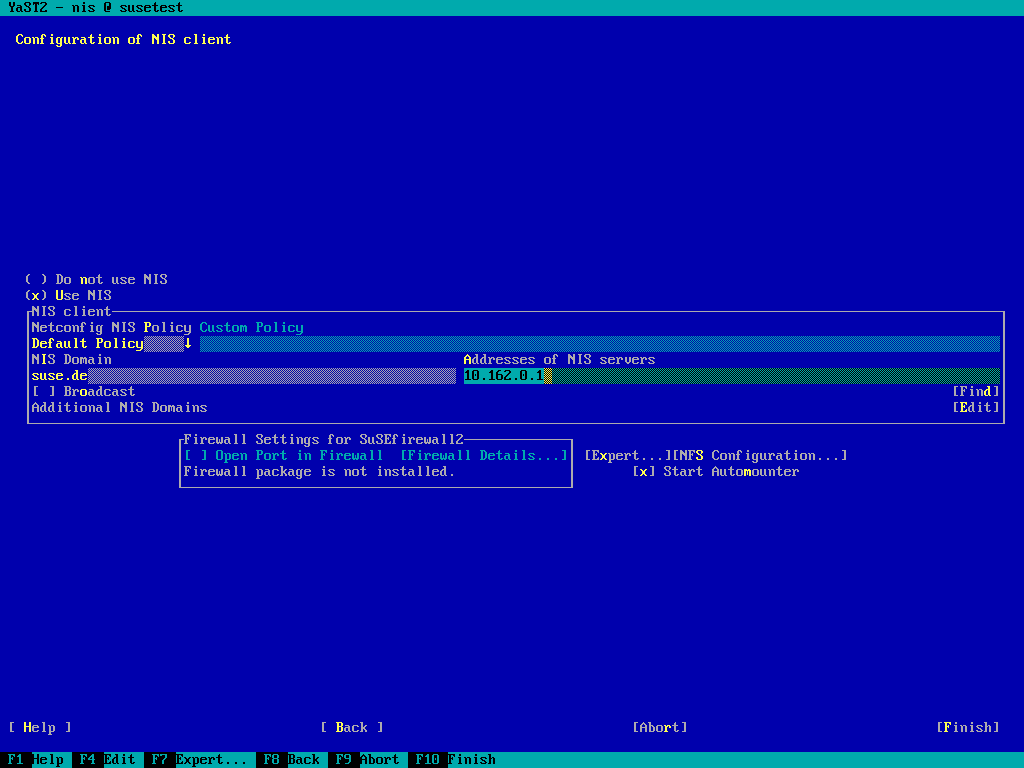 YaST2 - nis @ susetest
Configuration of NIS client
( ) Do not use NIS
(x) Use NIS
NIS client
Netconfig NIS Policy Custom Policy
Default Policy ↓
NIS Domain Addresses of NIS servers
suse.de 10.162.0.1
[ ] Broadcast [Find]
Additional NIS Domains [Edit]
Firewall Settings for SuSEfirewall2
[ ] Open Port in Firewall [Firewall Details...] [Expert...][NFS Configuration...]
Firewall package is not installed. [x] Start Automounter
[ Help ] [ Back ] [Abort] [Finish]
F1 Help F4 Edit F7 Expert... F8 Back F9 Abort F10 Finish